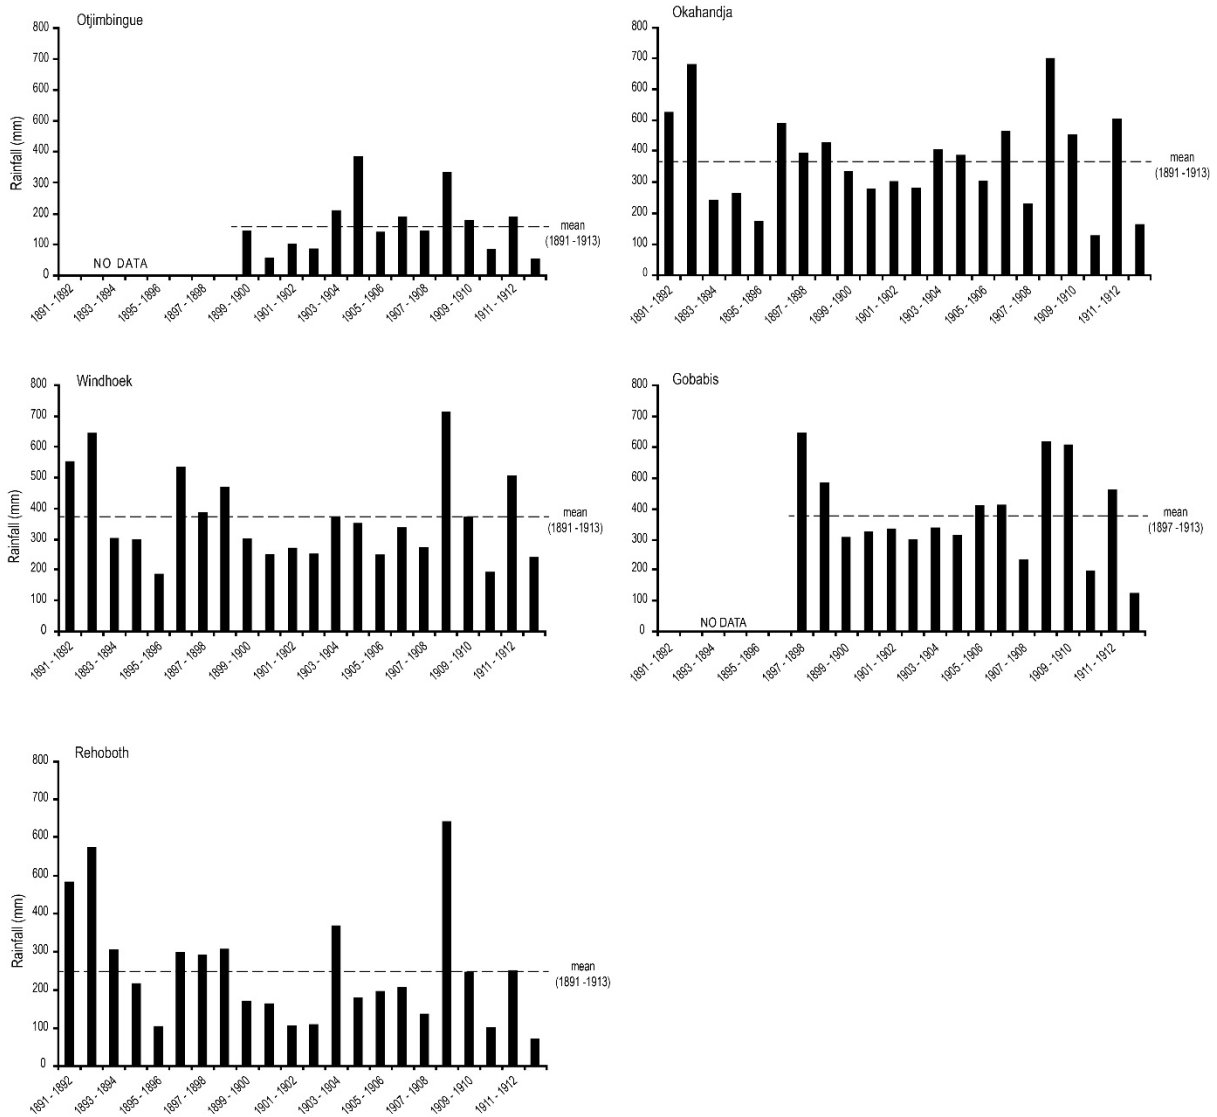 Otjimbingue
800
700
600
600
400
300
200
100
0
Rainfall (mm)
NO DATA
mean
(1891 -1913)
1891 - 1892
1893 - 1894
1895 - 1896
1897 - 1898
1899 - 1900
1901 - 1902
1903 - 1904
1905 - 1906
1907 - 1908
1909 - 1910
1911 - 1912
Okahandja
800
700
600
600
400
300
200
100
0
mean
(1891 -1913)
1891 - 1892
1893 - 1894
1895 - 1896
1897 - 1898
1899 - 1900
1901 - 1902
1903 - 1904
1905 - 1906
1907 - 1908
1909 - 1910
1911 - 1912
Windhoek
800
700
600
500
400
300
200
100
0
Rainfall (mm)
mean
(1891 -1913)
1891 - 1892
1893 - 1894
1895 - 1896
1897 - 1898
1899 - 1900
1901 - 1902
1903 - 1904
1905 - 1906
1907 - 1908
1909 - 1910
1911 - 1912
Gobabis
800
700
600
600
400
300
200
100
0
NO DATA
mean
(1897 -1913)
1891 - 1892
1893 - 1894
1895 - 1896
1897 - 1898
1899 - 1900
1901 - 1902
1903 - 1904
1905 - 1906
1907 - 1908
1909 - 1910
1911 - 1912
Rehoboth
800
700
600
600
400
300
200
100
0
Rainfall (mm)
mean
(1891 -1913)
1891 - 1892
1893 - 1894
1895 - 1896
1897 - 1898
1899 - 1900
1901 - 1902
1903 - 1904
1905 - 1906
1907 - 1908
1909 - 1910
1911 - 1912